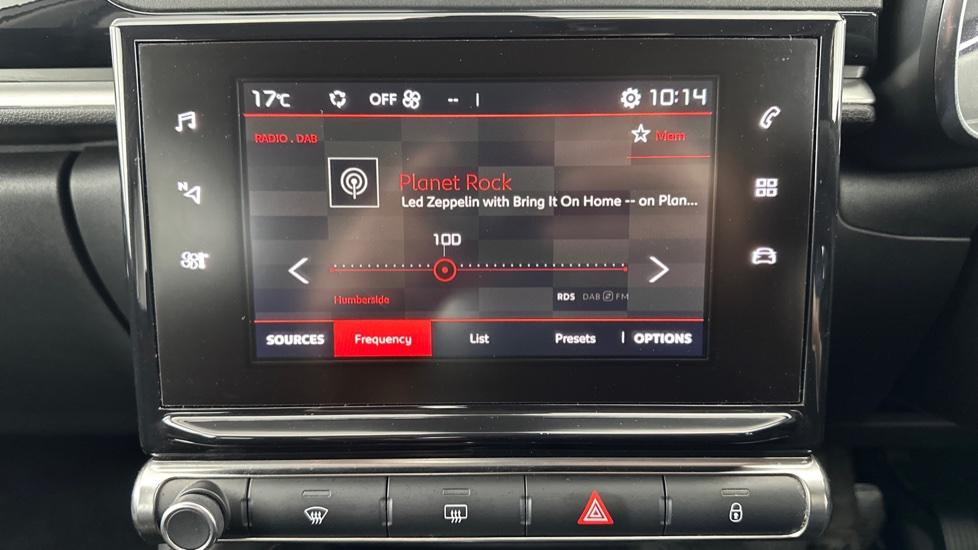 17°C OFF -- 10:14
RADIO . DAB
Mem
Planet Rock
Led Zeppelin with Bring It On Home -- on Plan...
10D
Humberside
RDS DAB FM
SOURCES Frequency List Presets OPTIONS
N